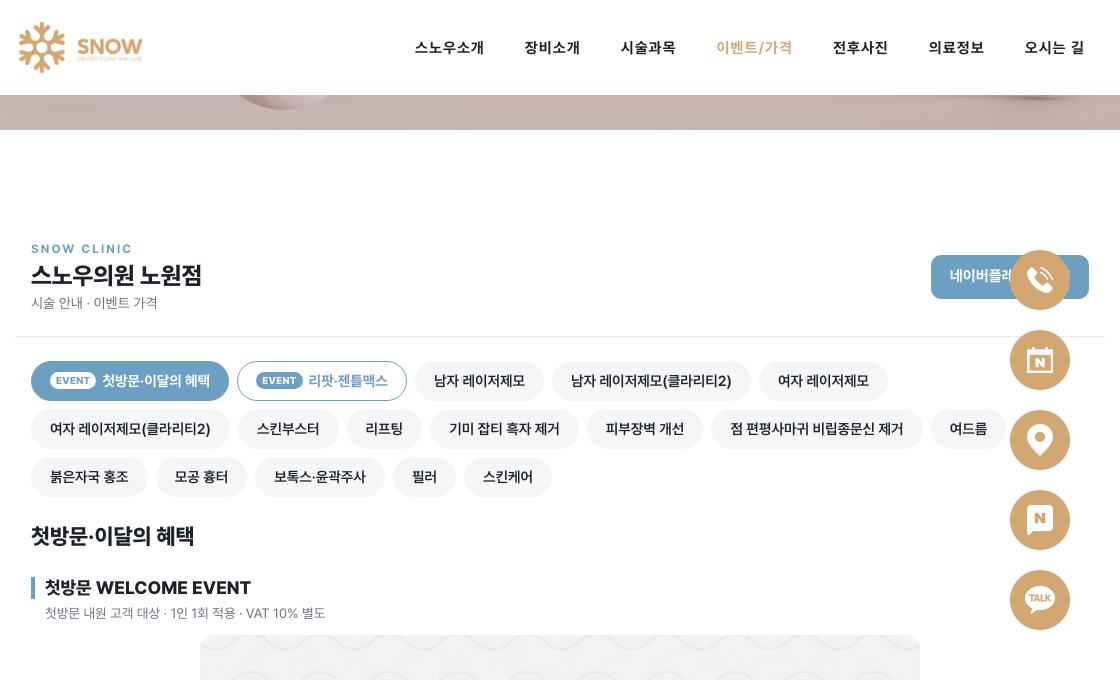 SNOW
스노우소개
장비소개
시술과목
이벤트/가격
전후사진
의료정보
오시는 길
SNOW CLINIC
스노우의원 노원점
시술 안내 · 이벤트 가격
네이버플레
EVENT 첫방문·이달의 혜택
EVENT 리팟·젠틀맥스
남자 레이저제모
남자 레이저제모(클라리티2)
여자 레이저제모
여자 레이저제모(클라리티2)
스킨부스터
리프팅
기미 잡티 흑자 제거
피부장벽 개선
점 편평사마귀 비립종문신 제거
여드름
붉은자국 홍조
모공 흉터
보톡스·윤곽주사
필러
스킨케어
첫방문·이달의 혜택
첫방문 WELCOME EVENT
첫방문 내원 고객 대상 · 1인 1회 적용 · VAT 10% 별도
N
N
TALK